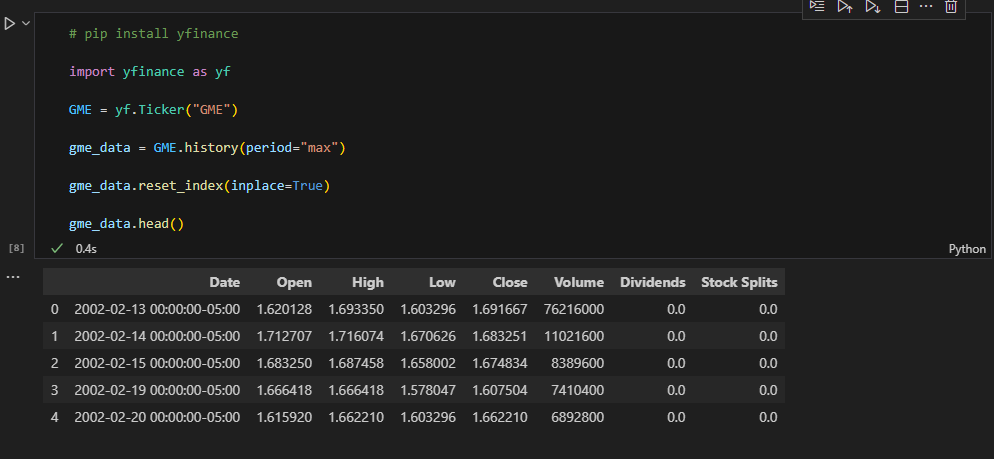 # pip install yfinance
import yfinance as yf
GME = yf.Ticker("GME")
gme_data = GME.history(period="max")
gme_data.reset_index(inplace=True)
gme_data.head()
[8] 0.4s Python
Date Open High Low Close Volume Dividends Stock Splits
0 2002-02-13 00:00:00-05:00 1.620128 1.693350 1.603296 1.691667 76216000 0.0 0.0
1 2002-02-14 00:00:00-05:00 1.712707 1.716074 1.670626 1.683251 11021600 0.0 0.0
2 2002-02-15 00:00:00-05:00 1.683250 1.687458 1.658002 1.674834 8389600 0.0 0.0
3 2002-02-19 00:00:00-05:00 1.666418 1.666418 1.578047 1.607504 7410400 0.0 0.0
4 2002-02-20 00:00:00-05:00 1.615920 1.662210 1.603296 1.662210 6892800 0.0 0.0